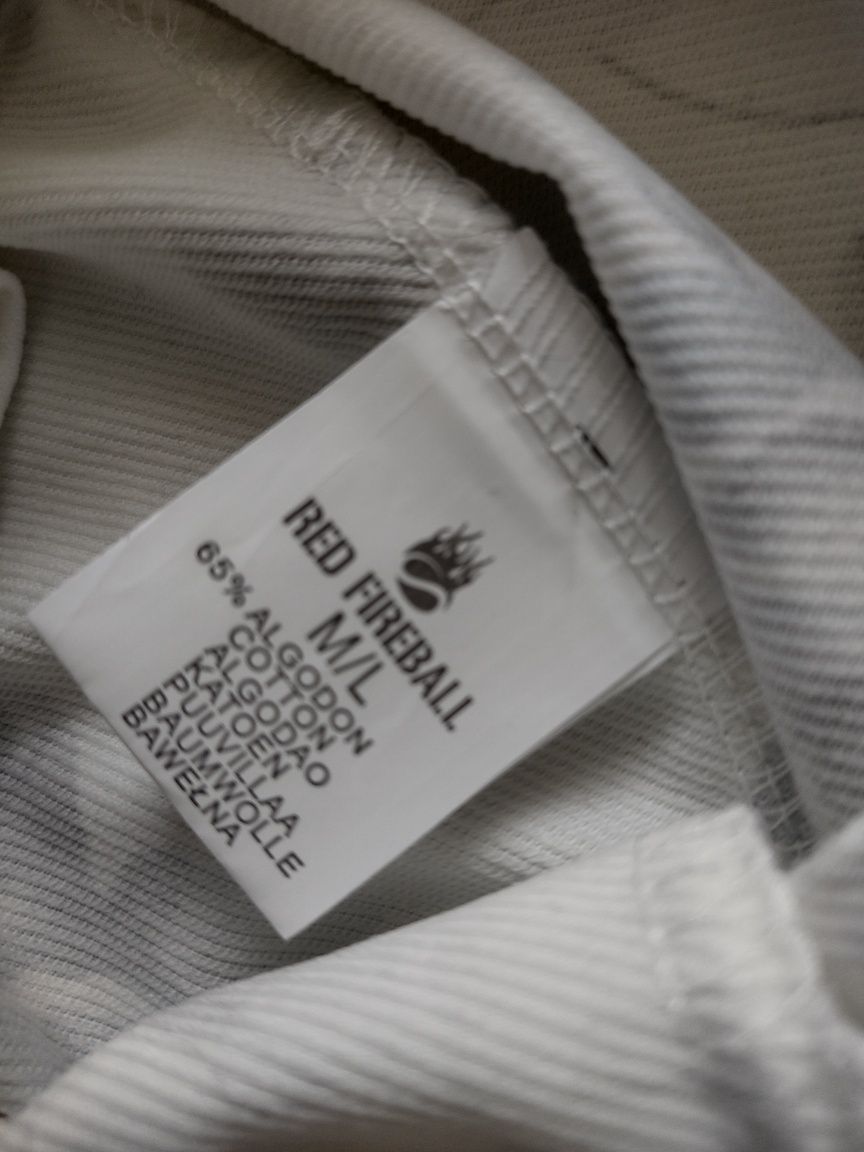 RED FIREBALL
M/L
65% ALGODON
COTTON
ALGODAO
KATOEN
PUUVILLAA
BAUMWOLLE
BAWEŁNA